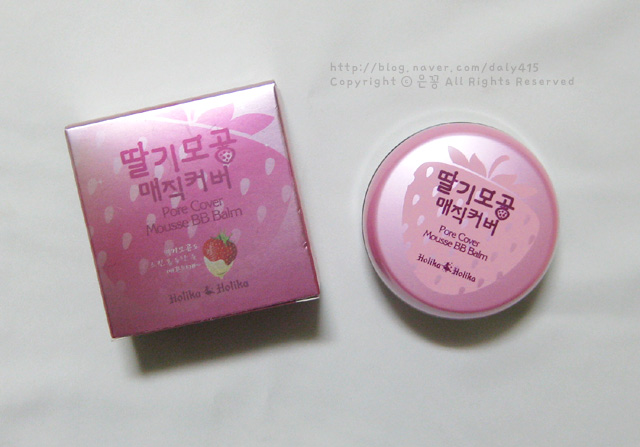 http://blog.naver.com/daly415
Copyright ⓒ 은꽁 All Rights Reserved
딸기모공
매직커버
Pore Cover
Mousse BB Balm
Holika Holika
딸기모공
매직커버
Pore Cover
Mousse BB Balm
Holika Holika